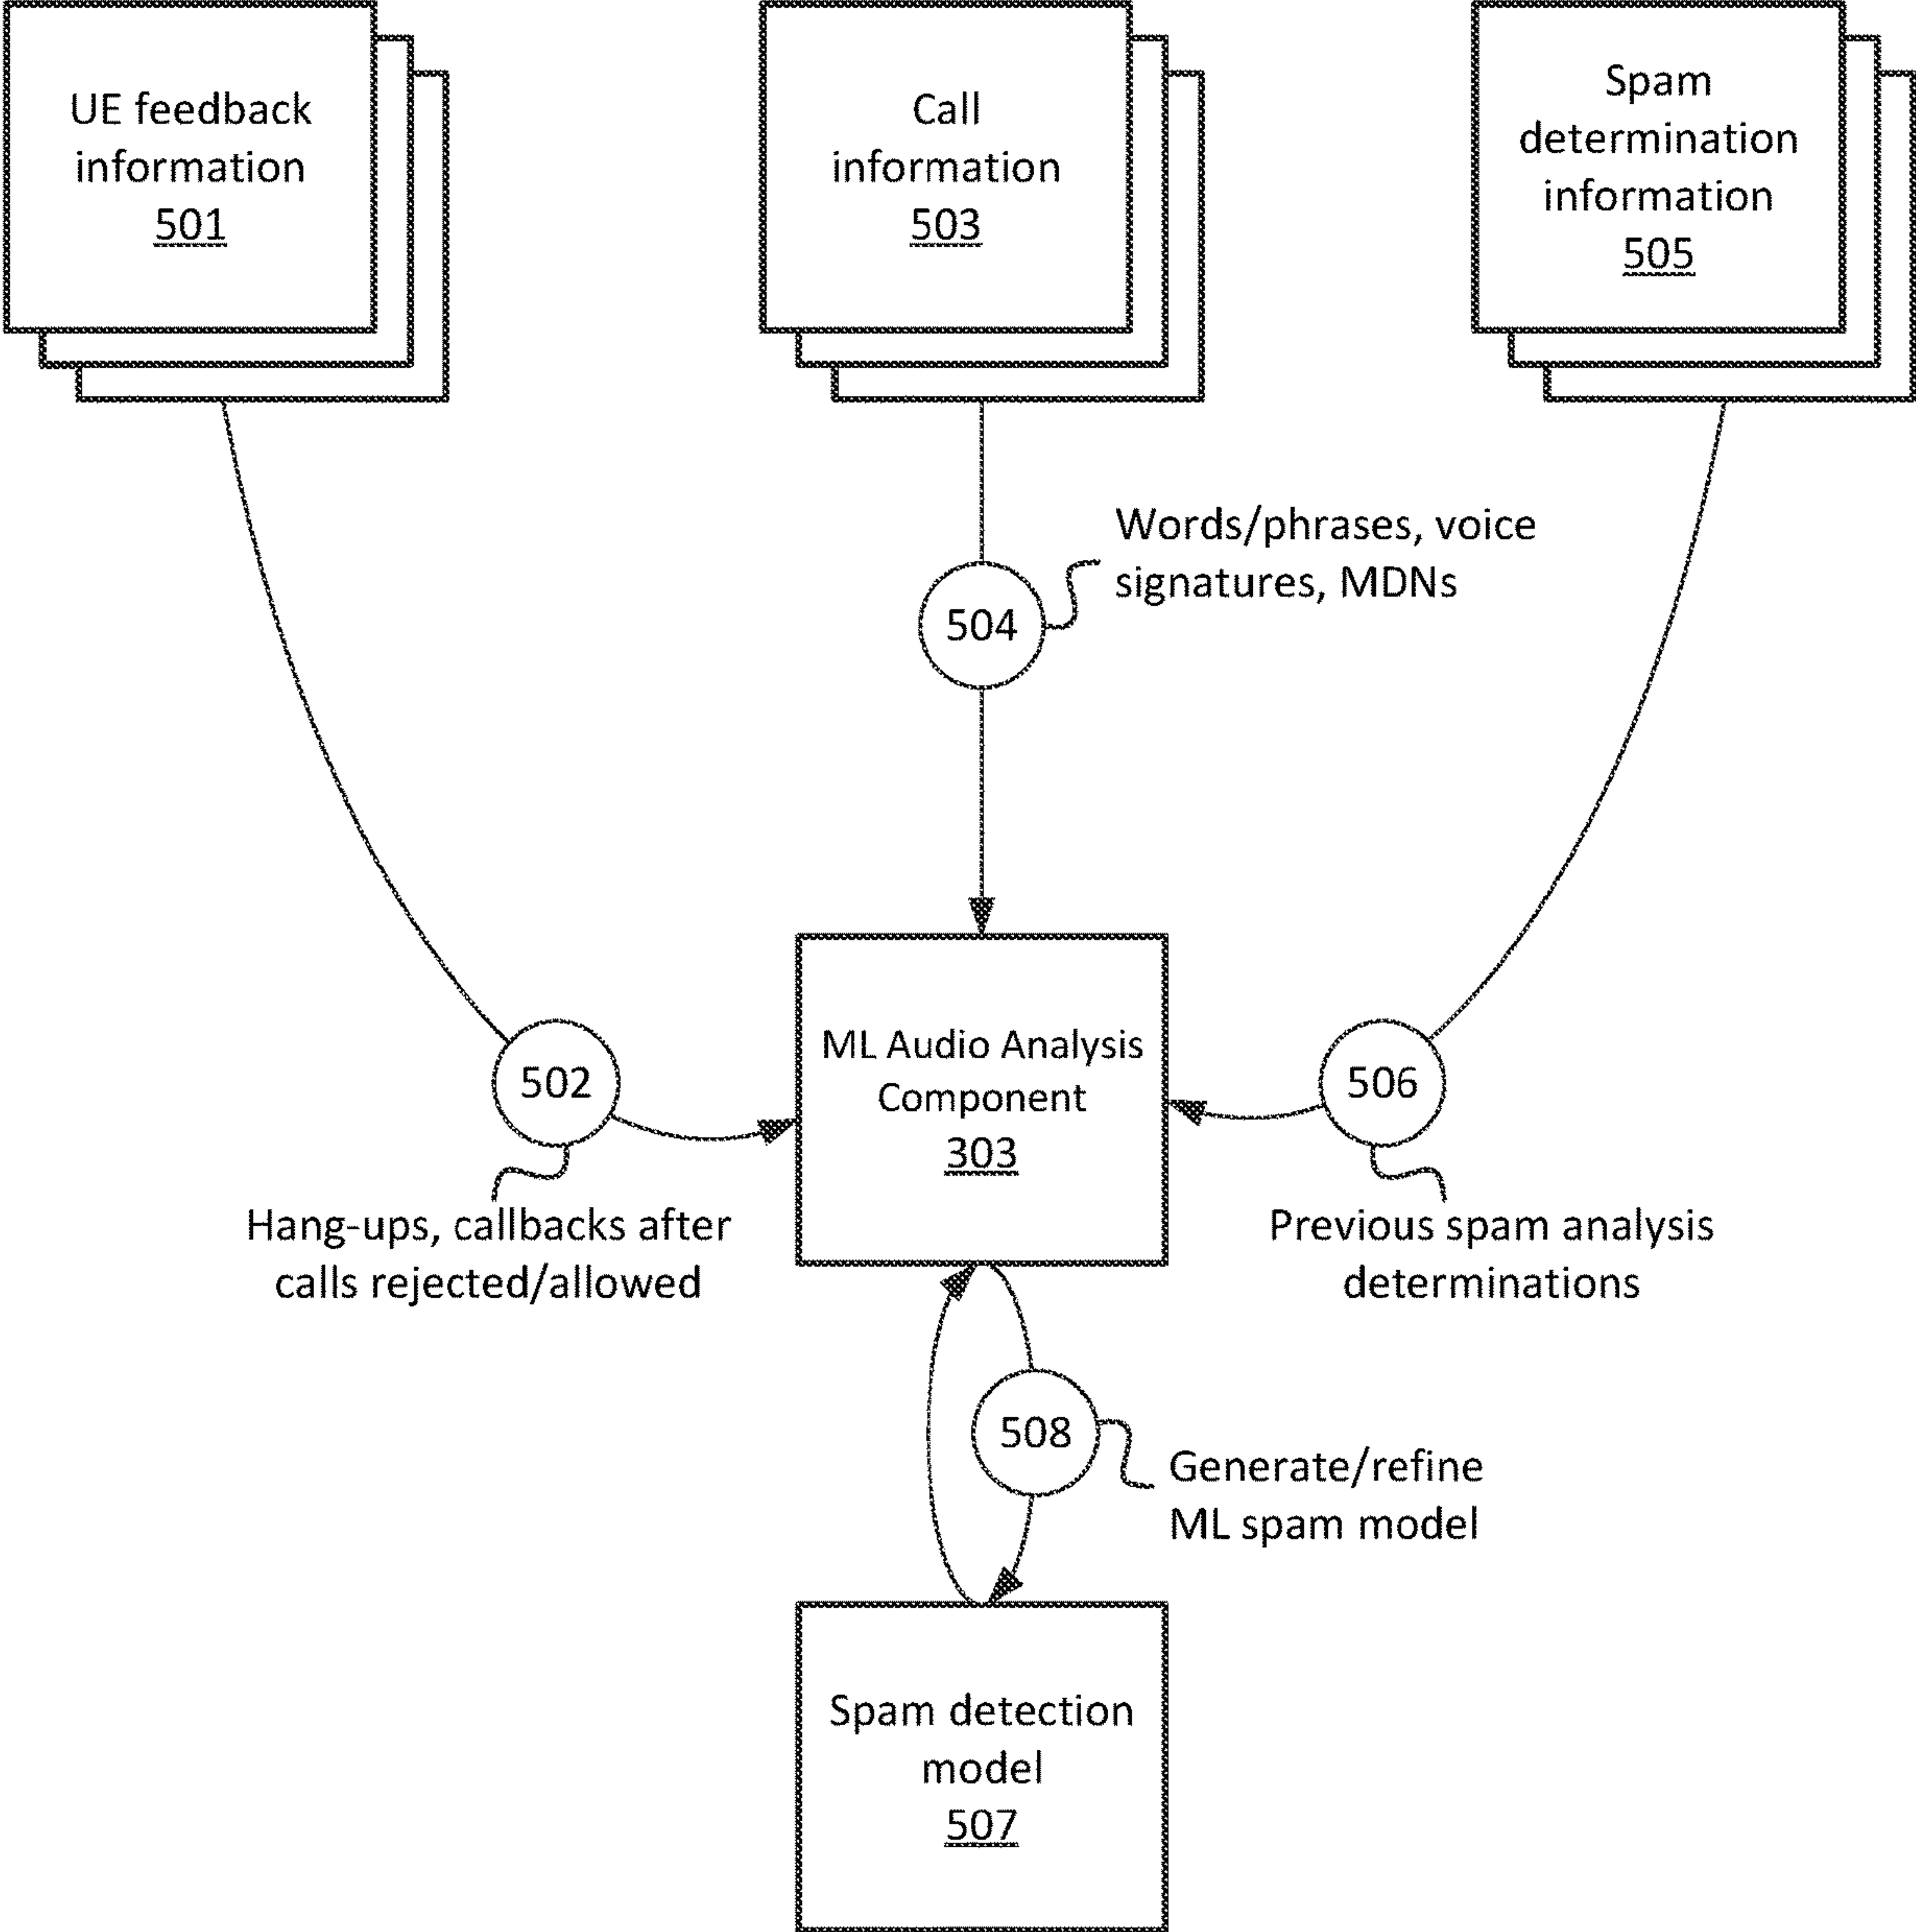 UE feedback
information
501
Call
information
503
Spam
determination
information
505
Words/phrases, voice
signatures, MDNs
504
ML Audio Analysis
Component
303
502
506
Hang-ups, callbacks after
calls rejected/allowed
Previous spam analysis
determinations
508
Generate/refine
ML spam model
Spam detection
model
507